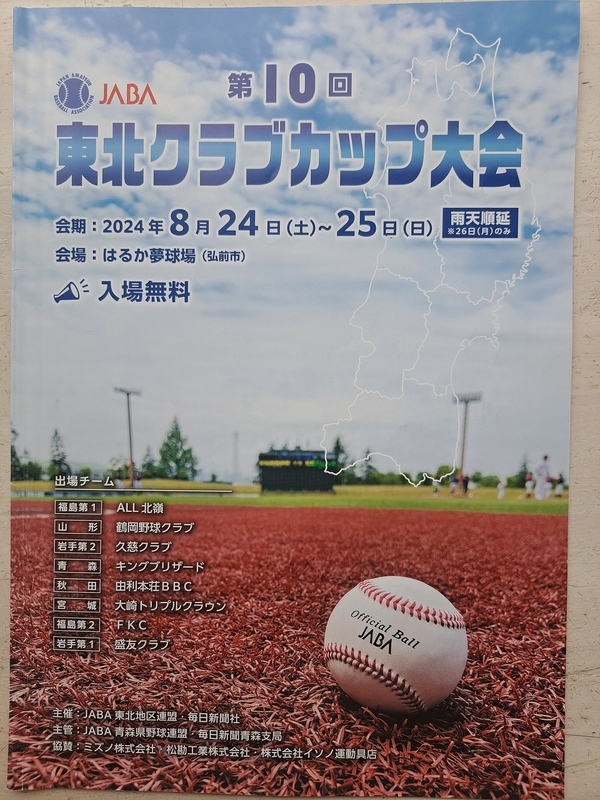 JAPAN AMATEUR BASEBALL ASSOCIATION
JABA
第10回
東北クラブカップ大会
会期：2024年8月24日（土）～25日（日） 雨天順延 ※26日（月）のみ
会場：はるか夢球場（弘前市）
入場無料
出場チーム
福島第1 ALL北嶺
山形 鶴岡野球クラブ
岩手第2 久慈クラブ
青森 キングブリザード
秋田 由利本荘ＢＢＣ
宮城 大崎トリプルクラウン
福島第2 ＦＫＣ
岩手第1 盛友クラブ
Official Ball
JABA
主催：JABA東北地区連盟・毎日新聞社
主管：JABA青森県野球連盟・毎日新聞青森支局
協賛：ミズノ株式会社・松勘工業株式会社・株式会社イソノ運動具店